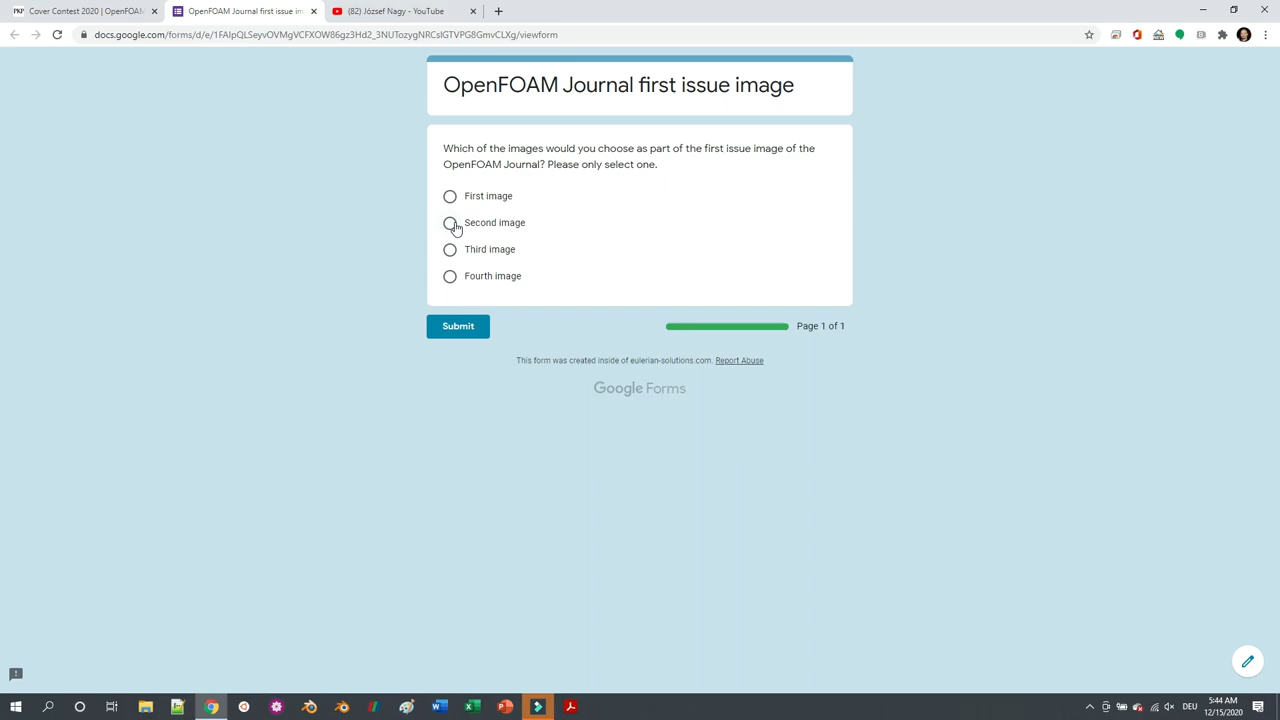 Cover Contest 2020 | OpenFOAM
OpenFOAM Journal first issue im
(82) József Nagy - YouTube
docs.google.com/forms/d/e/1FAIpQLSeyvOVMgVCFXOW86gz3Hd2_3NUTozygNRCsIGTVPG8GmvCLXg/viewform
OpenFOAM Journal first issue image
Which of the images would you choose as part of the first issue image of the
OpenFOAM Journal? Please only select one.
First image
Second image
Third image
Fourth image
Submit
Page 1 of 1
This form was created inside of eulerian-solutions.com. Report Abuse
Google Forms
DEU
5:44 AM
12/15/2020